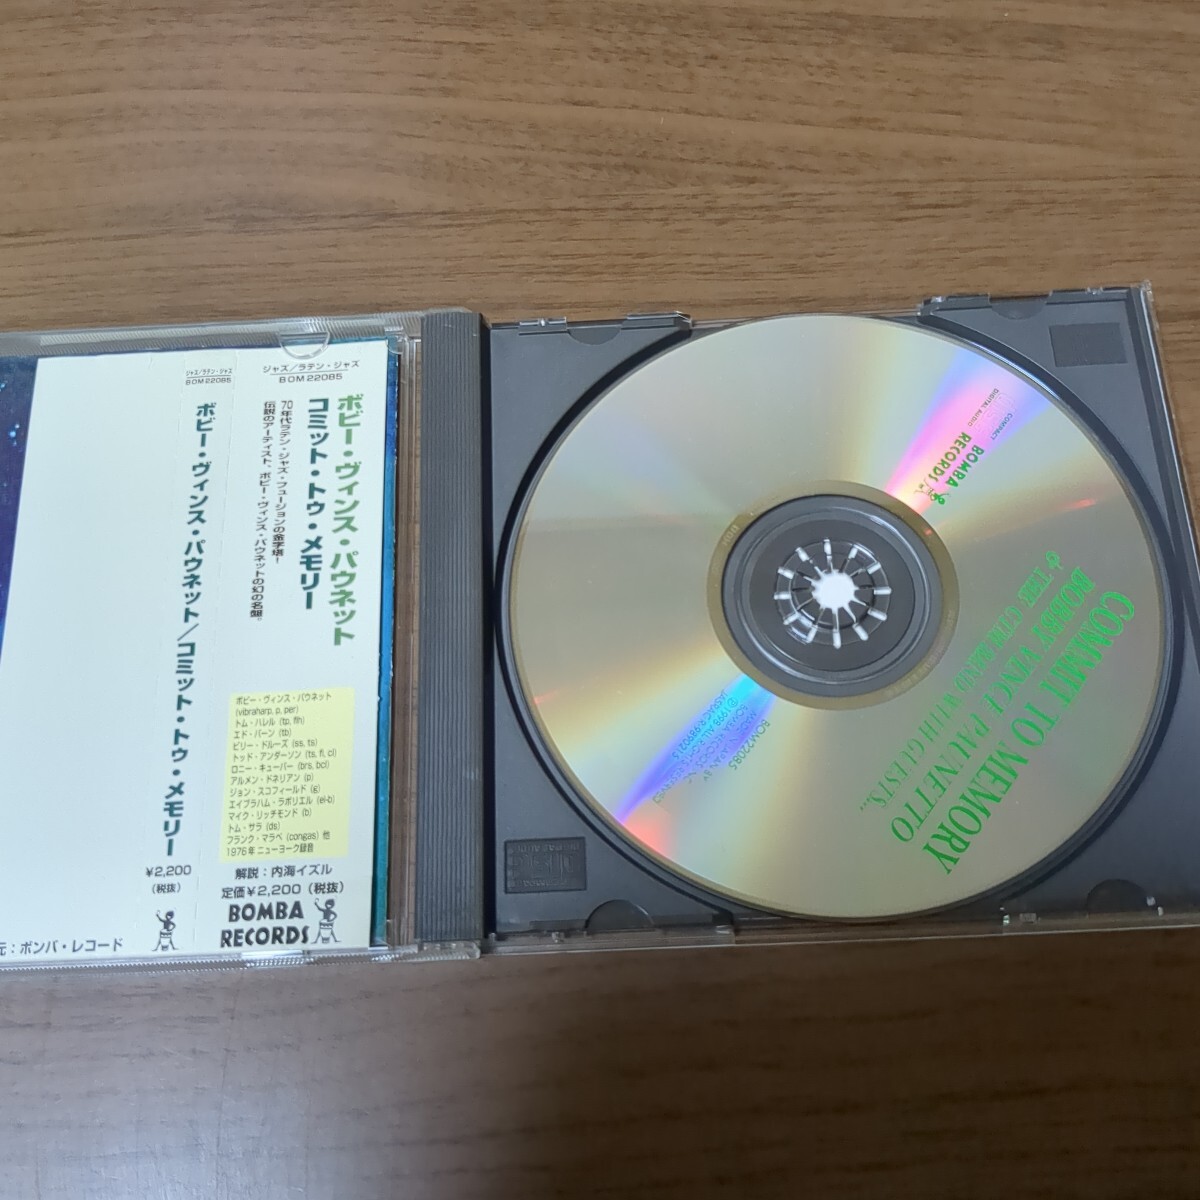 ジャズ/ラテン・ジャズ
BOM22085
ボビー・ヴィンス・パウネット/コミット・トゥ・メモリー
¥2,200
(税抜)
元:ボンバ・レコード
ジャズ/ラテン・ジャズ
BOM22085
ボビー・ヴィンス・パウネット
コミット・トゥ・メモリー
70年代ラテン・ジャズ・フュージョンの金字塔!
伝説のアーティスト、ボビー・ヴィンス・パウネットの幻の名盤。
ボビー・ヴィンス・パウネット
(vibraharp, p, per)
トム・ハレル (tp, flh)
エド・バーン (tb)
ビリー・ドルーズ (ss, ts)
トッド・アンダーソン (ts, fl, cl)
ロニー・キューバー (brs, bcl)
アルメン・ドネリアン (p)
ジョン・スコフィールド (g)
エイブラハム・ラボリエル (el-b)
マイク・リッチモンド (b)
トム・サラ (ds)
フランク・マラベ (congas) 他
1976年 ニューヨーク録音
解説:内海イズル
定価¥2,200(税抜)
BOMBA
RECORDS
COMPACT
DIGITAL AUDIO
BOMBA
RECORDS
COMMIT TO MEMORY
BOBBY VINCE PAUNETTO
& THE COMMAND WITH GUESTS...
BOM22085